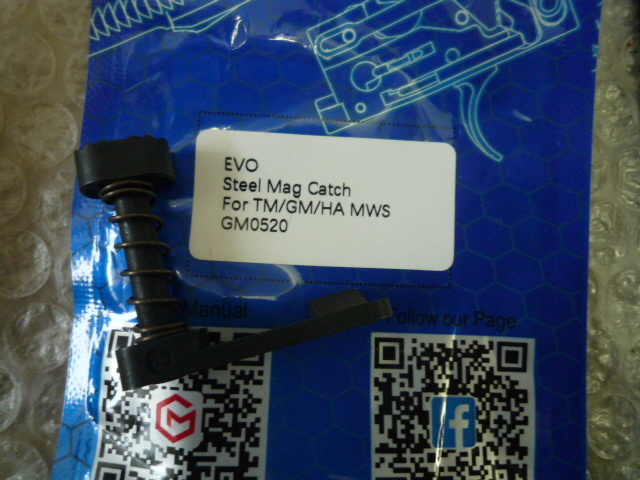 EVO
Steel Mag Catch
For TM/GM/HA MWS
GM0520
Manual
Follow our Page